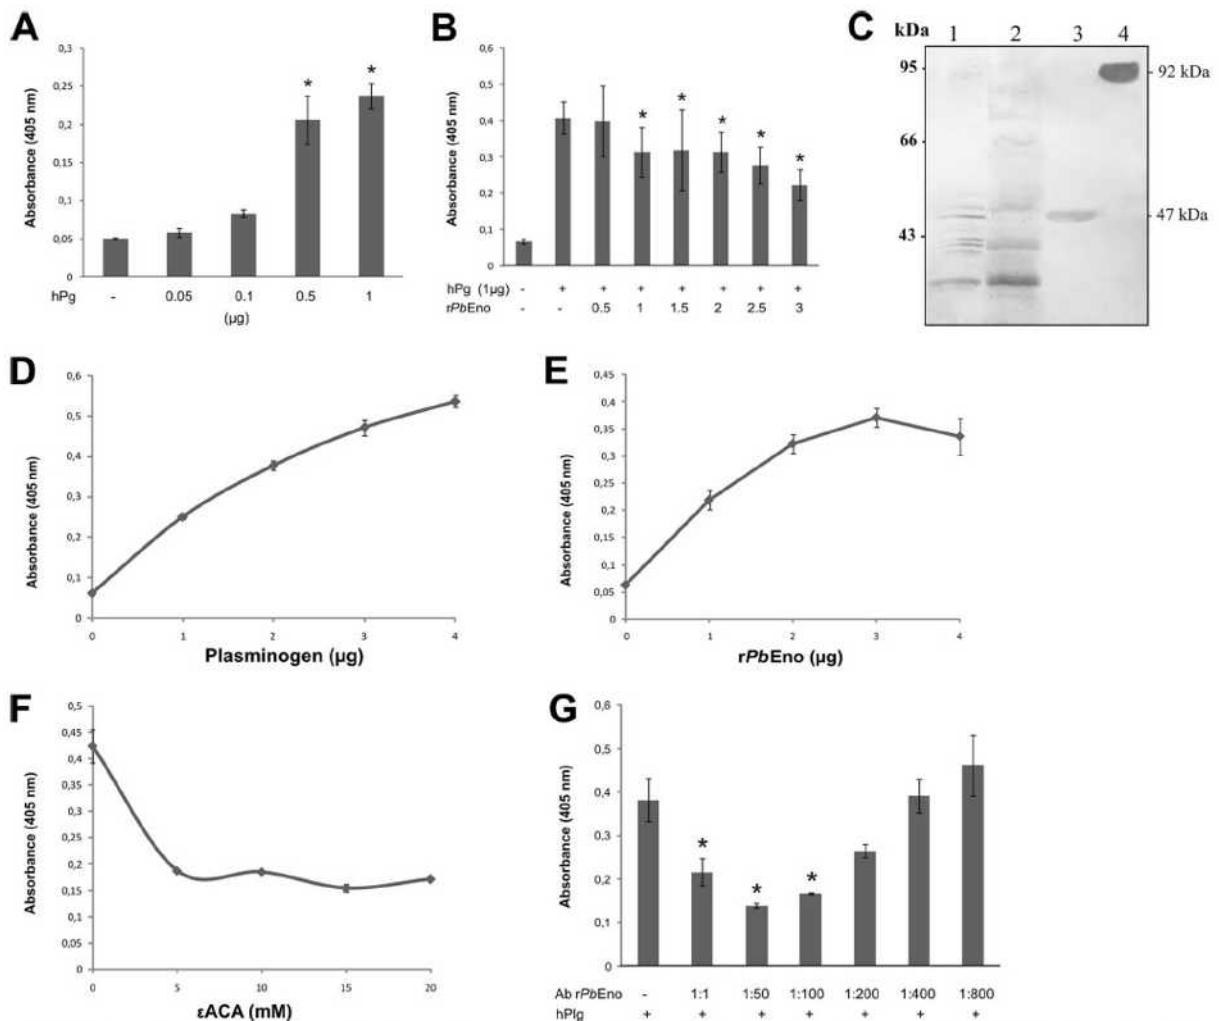 A
0,3
0,25
0,2
0,15
0,1
0,05
0
Absorbance (405 nm)
* *
hPg - 0.05 0.1 0.5 1
(µg)
B
0,6
0,5
0,4
0,3
0,2
0,1
0
Absorbance (405 nm)
* * * * *
hPg (1µg) - + + + + + + +
rPbEno - - 0.5 1 1.5 2 2.5 3
C
kDa 1 2 3 4
95
66
43
92 kDa
47 kDa
D
0,6
0,5
0,4
0,3
0,2
0,1
0
Absorbance (405 nm)
0 1 2 3 4
Plasminogen (µg)
E
0,45
0,4
0,35
0,3
0,25
0,2
0,15
0,1
0,05
0
Absorbance (405 nm)
0 1 2 3 4
rPbEno (µg)
F
0,5
0,45
0,4
0,35
0,3
0,25
0,2
0,15
0,1
0,05
0
Absorbance (405 nm)
0 5 10 15 20
εACA (mM)
G
0,6
0,5
0,4
0,3
0,2
0,1
0
Absorbance (405 nm)
* * *
Ab rPbEno - 1:1 1:50 1:100 1:200 1:400 1:800
hPlg + + + + + + +